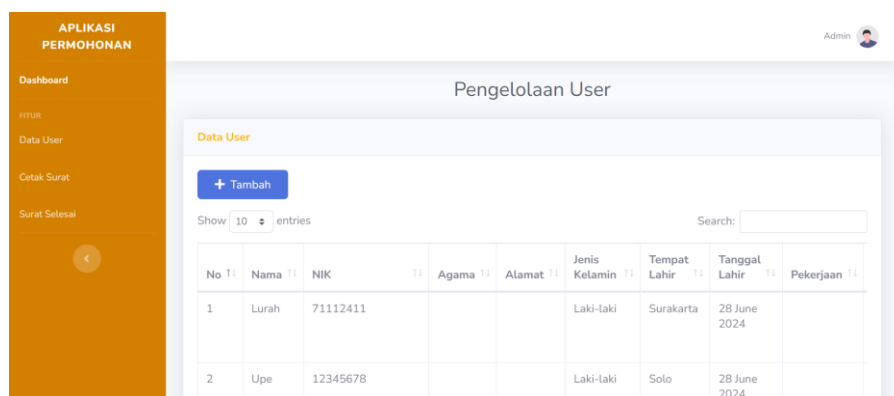 APLIKASI
PERMOHONAN
Admin
Dashboard
Pengelolaan User
FITUR
Data User
Data User
Cetak Surat
+ Tambah
Surat Selesai
Show 10 entries
Search:
No Nama NIK Agama Alamat Jenis Kelamin Tempat Lahir Tanggal Lahir Pekerjaan
1 Lurah 71112411 Laki-laki Surakarta 28 June
2024
2 Upe 12345678 Laki-laki Solo 28 June
2024